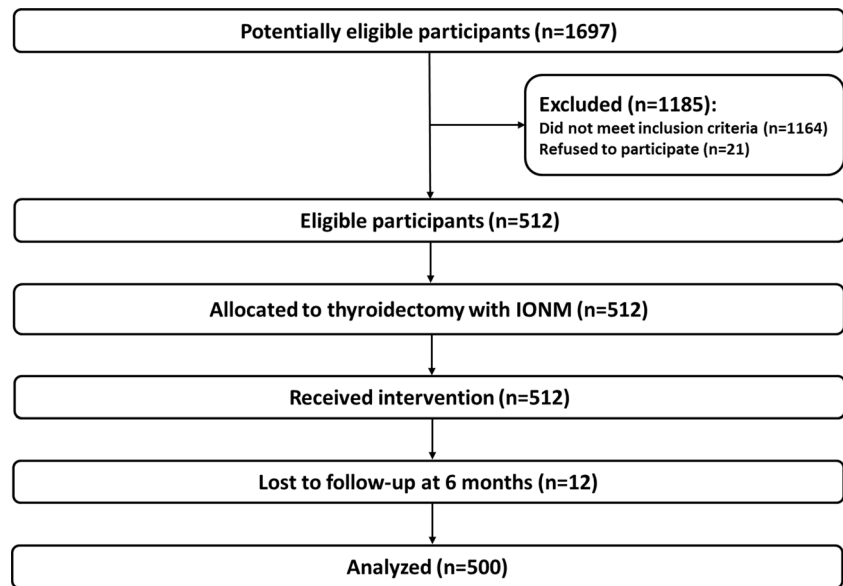 Potentially eligible participants (n=1697)
Excluded (n=1185):
Did not meet inclusion criteria (n=1164)
Refused to participate (n=21)
Eligible participants (n=512)
Allocated to thyroidectomy with IONM (n=512)
Received intervention (n=512)
Lost to follow-up at 6 months (n=12)
Analyzed (n=500)